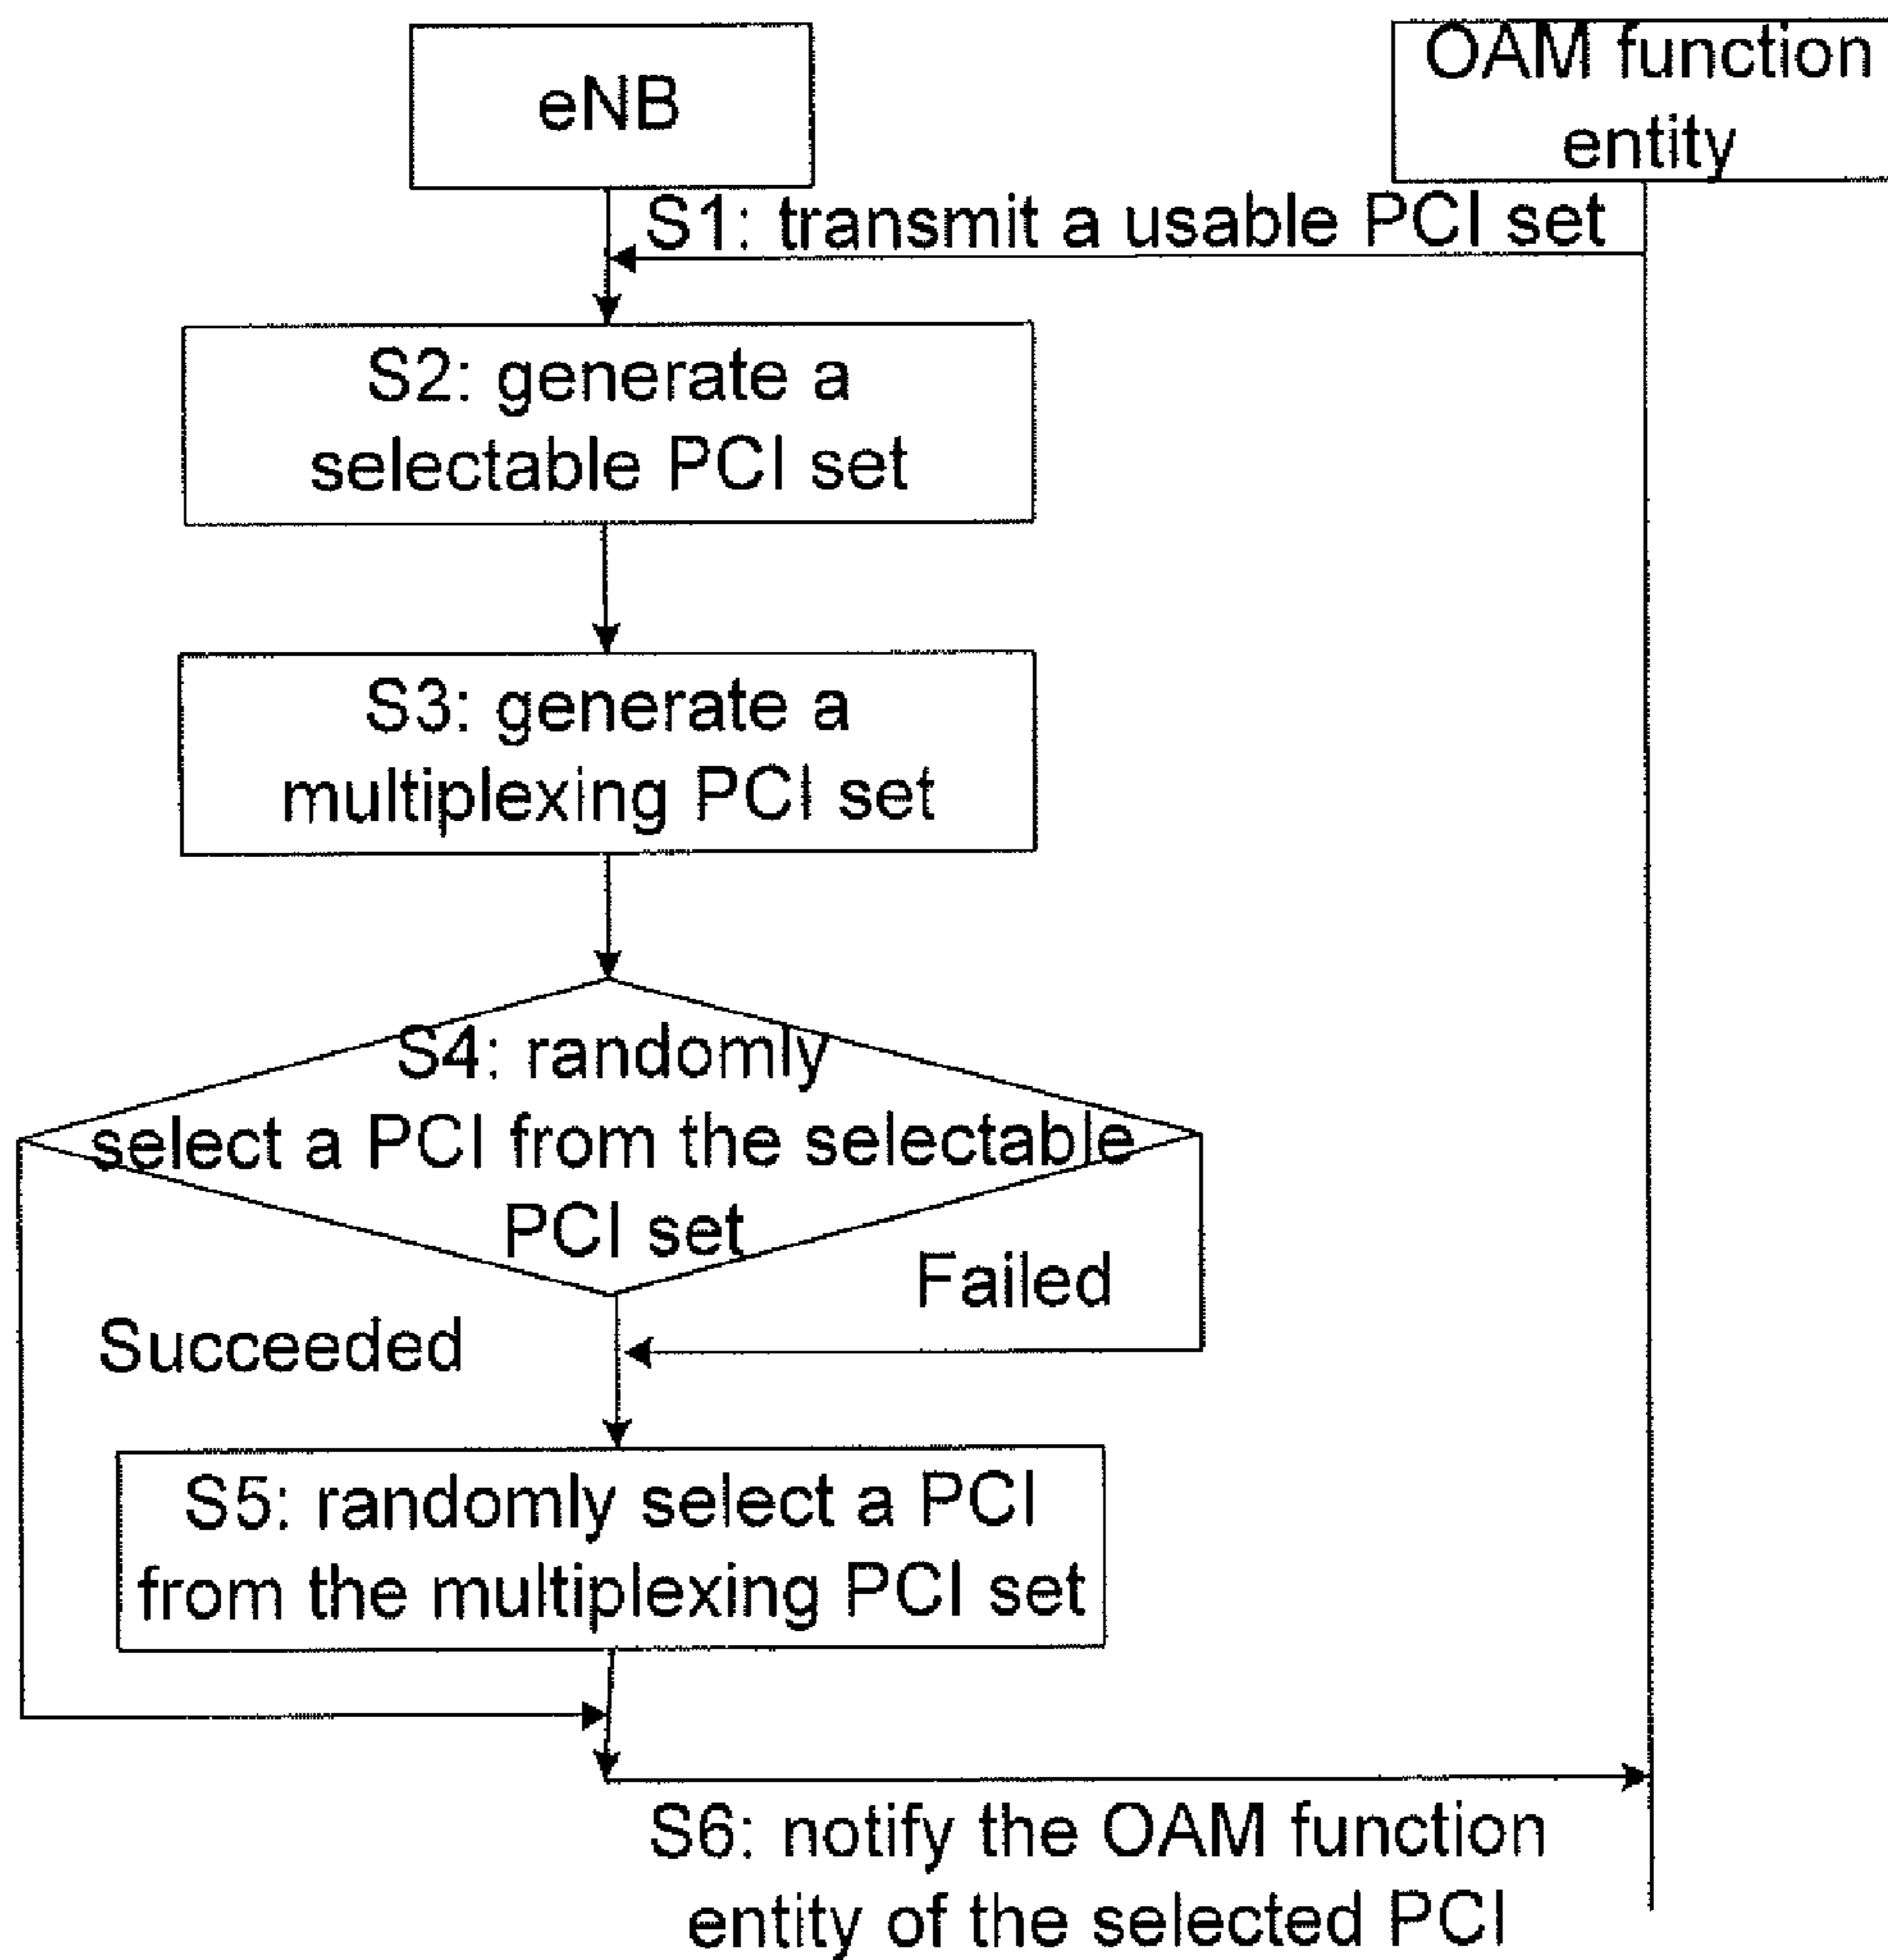 eNB
OAM function
entity
S1: transmit a usable PCI set
S2: generate a
selectable PCI set
S3: generate a
multiplexing PCI set
S4: randomly
select a PCI from the selectable
PCI set
Failed
Succeeded
S5: randomly select a PCI
from the multiplexing PCI set
S6: notify the OAM function
entity of the selected PCI